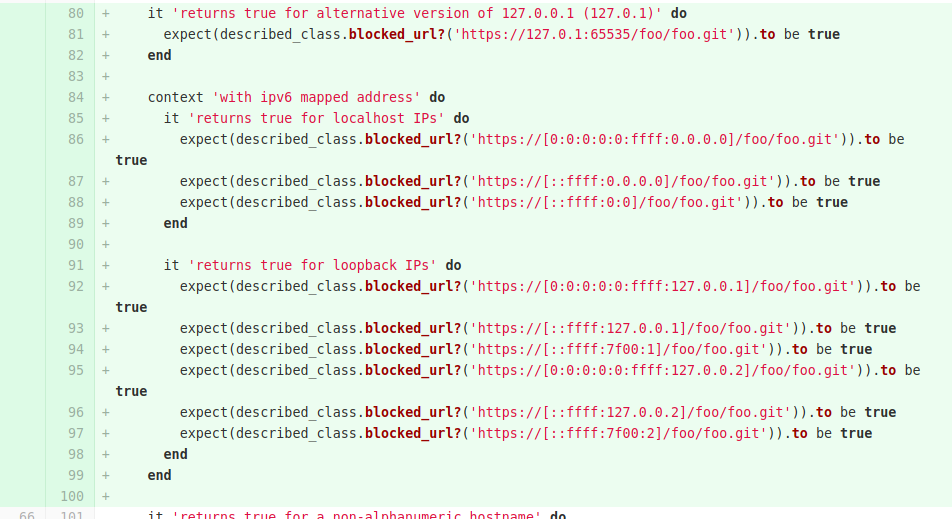 80 + it 'returns true for alternative version of 127.0.0.1 (127.0.1)' do
81 + expect(described_class.blocked_url?('https://127.0.1:65535/foo/foo.git')).to be true
82 + end
83 +
84 + context 'with ipv6 mapped address' do
85 + it 'returns true for localhost IPs' do
86 + expect(described_class.blocked_url?('https://[0:0:0:0:0:ffff:0.0.0.0]/foo/foo.git')).to be
true
87 + expect(described_class.blocked_url?('https://[::ffff:0.0.0.0]/foo/foo.git')).to be true
88 + expect(described_class.blocked_url?('https://[::ffff:0:0]/foo/foo.git')).to be true
89 + end
90 +
91 + it 'returns true for loopback IPs' do
92 + expect(described_class.blocked_url?('https://[0:0:0:0:0:ffff:127.0.0.1]/foo/foo.git')).to be
true
93 + expect(described_class.blocked_url?('https://[::ffff:127.0.0.1]/foo/foo.git')).to be true
94 + expect(described_class.blocked_url?('https://[::ffff:7f00:1]/foo/foo.git')).to be true
95 + expect(described_class.blocked_url?('https://[0:0:0:0:0:ffff:127.0.0.2]/foo/foo.git')).to be
true
96 + expect(described_class.blocked_url?('https://[::ffff:127.0.0.2]/foo/foo.git')).to be true
97 + expect(described_class.blocked_url?('https://[::ffff:7f00:2]/foo/foo.git')).to be true
98 + end
99 + end
100 +
66 101 it 'returns true for a non-alphanumeric hostname' do